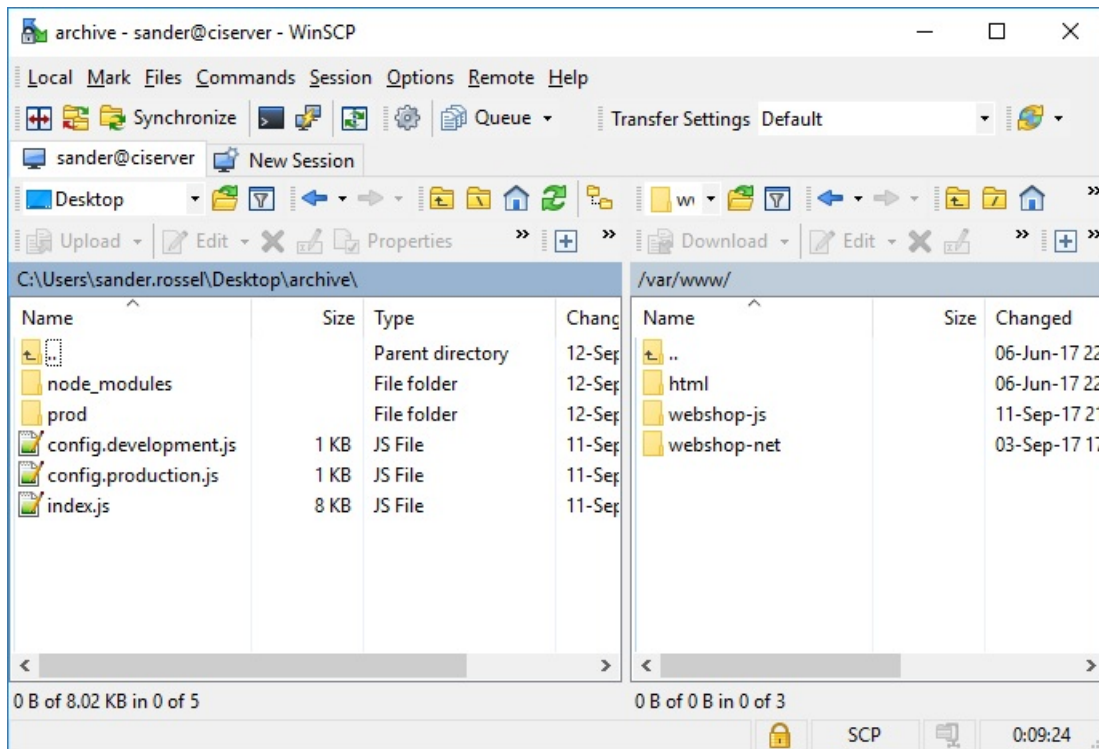 archive - sander@ciserver - WinSCP
Local Mark Files Commands Session Options Remote Help
Synchronize Queue Transfer Settings Default
sander@ciserver New Session
Desktop
Upload Edit Properties Download Edit
C:\Users\sander.rossel\Desktop\archive\ /var/www/
Name Size Type Chang Name Size Changed
.. Parent directory 12-Sep .. 06-Jun-17 22
node_modules File folder 12-Sep html 06-Jun-17 22
prod File folder 12-Sep webshop-js 11-Sep-17 21
config.development.js 1 KB JS File 11-Sep webshop-net 03-Sep-17 17
config.production.js 1 KB JS File 11-Sep
index.js 8 KB JS File 11-Sep
0 B of 8.02 KB in 0 of 5 0 B of 0 B in 0 of 3
SCP 0:09:24